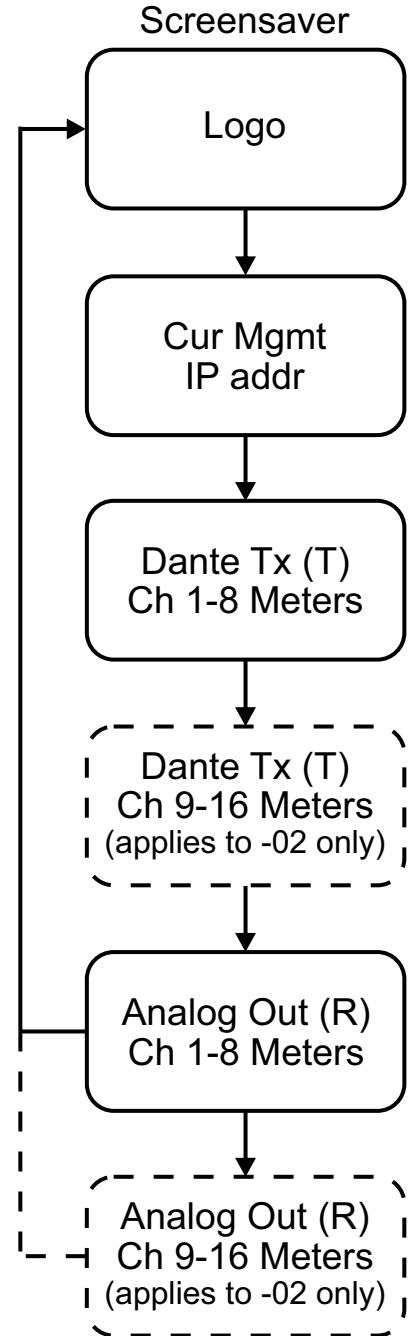 Screensaver
Logo
Cur Mgmt
IP addr
Dante Tx (T)
Ch 1-8 Meters
Dante Tx (T)
Ch 9-16 Meters
(applies to -02 only)
Analog Out (R)
Ch 1-8 Meters
Analog Out (R)
Ch 9-16 Meters
(applies to -02 only)